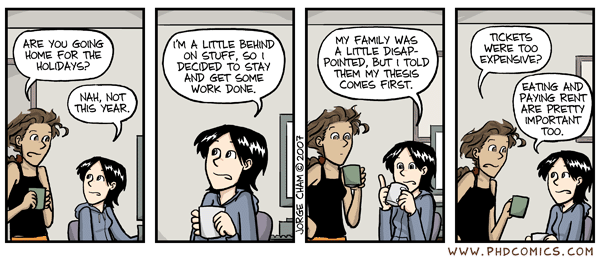 ARE YOU GOING
HOME FOR THE
HOLIDAYS?
NAH, NOT
THIS YEAR.
I'M A LITTLE BEHIND
ON STUFF, SO I
DECIDED TO STAY
AND GET SOME
WORK DONE.
JORGE CHAM © 2007
MY FAMILY WAS
A LITTLE DISAP-
POINTED, BUT I TOLD
THEM MY THESIS
COMES FIRST.
TICKETS
WERE TOO
EXPENSIVE?
EATING AND
PAYING RENT
ARE PRETTY
IMPORTANT
TOO.
WWW.PHDCOMICS.COM